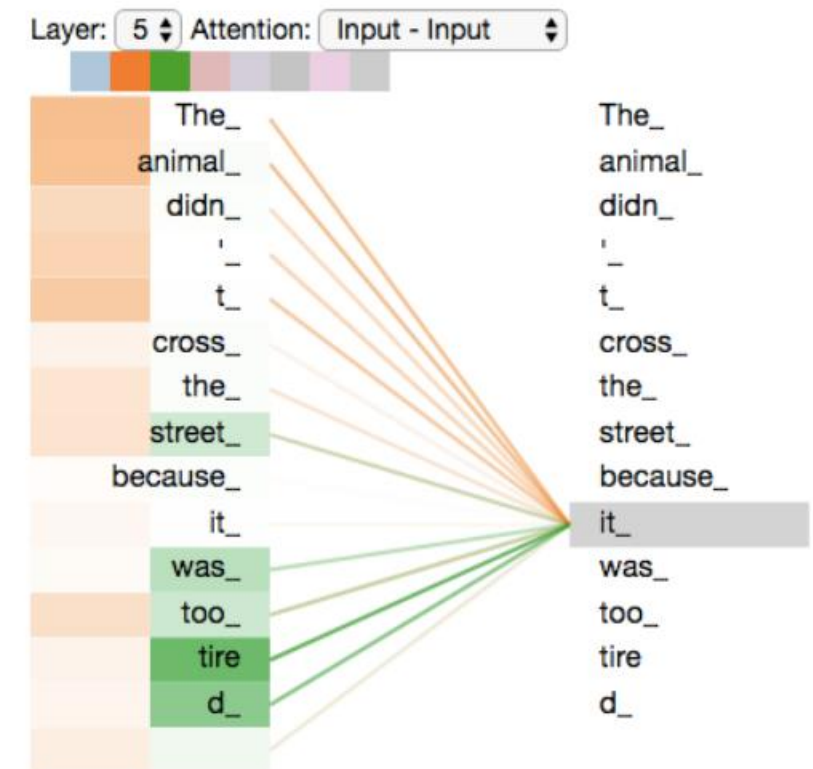 Layer: 5 Attention: Input - Input
The_ The_
animal_ animal_
didn_ didn_
'_ '_
t_ t_
cross_ cross_
the_ the_
street_ street_
because_ because_
it_ it_
was_ was_
too_ too_
tire tire
d_ d_